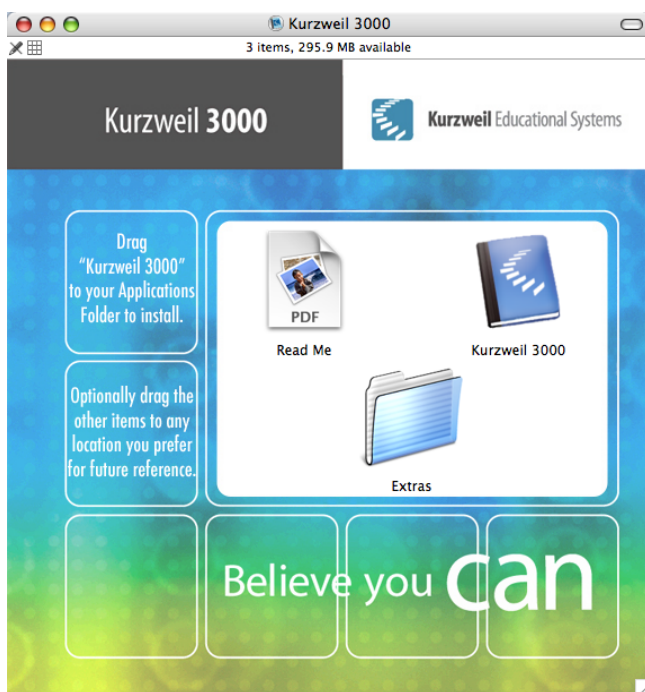 Kurzweil 3000
3 items, 295.9 MB available
Kurzweil 3000
Kurzweil Educational Systems
Drag
“Kurzweil 3000”
to your Applications
Folder to install.
PDF
Read Me
Kurzweil 3000
Optionally drag the
other items to any
location you prefer
for future reference.
Extras
Believe you can